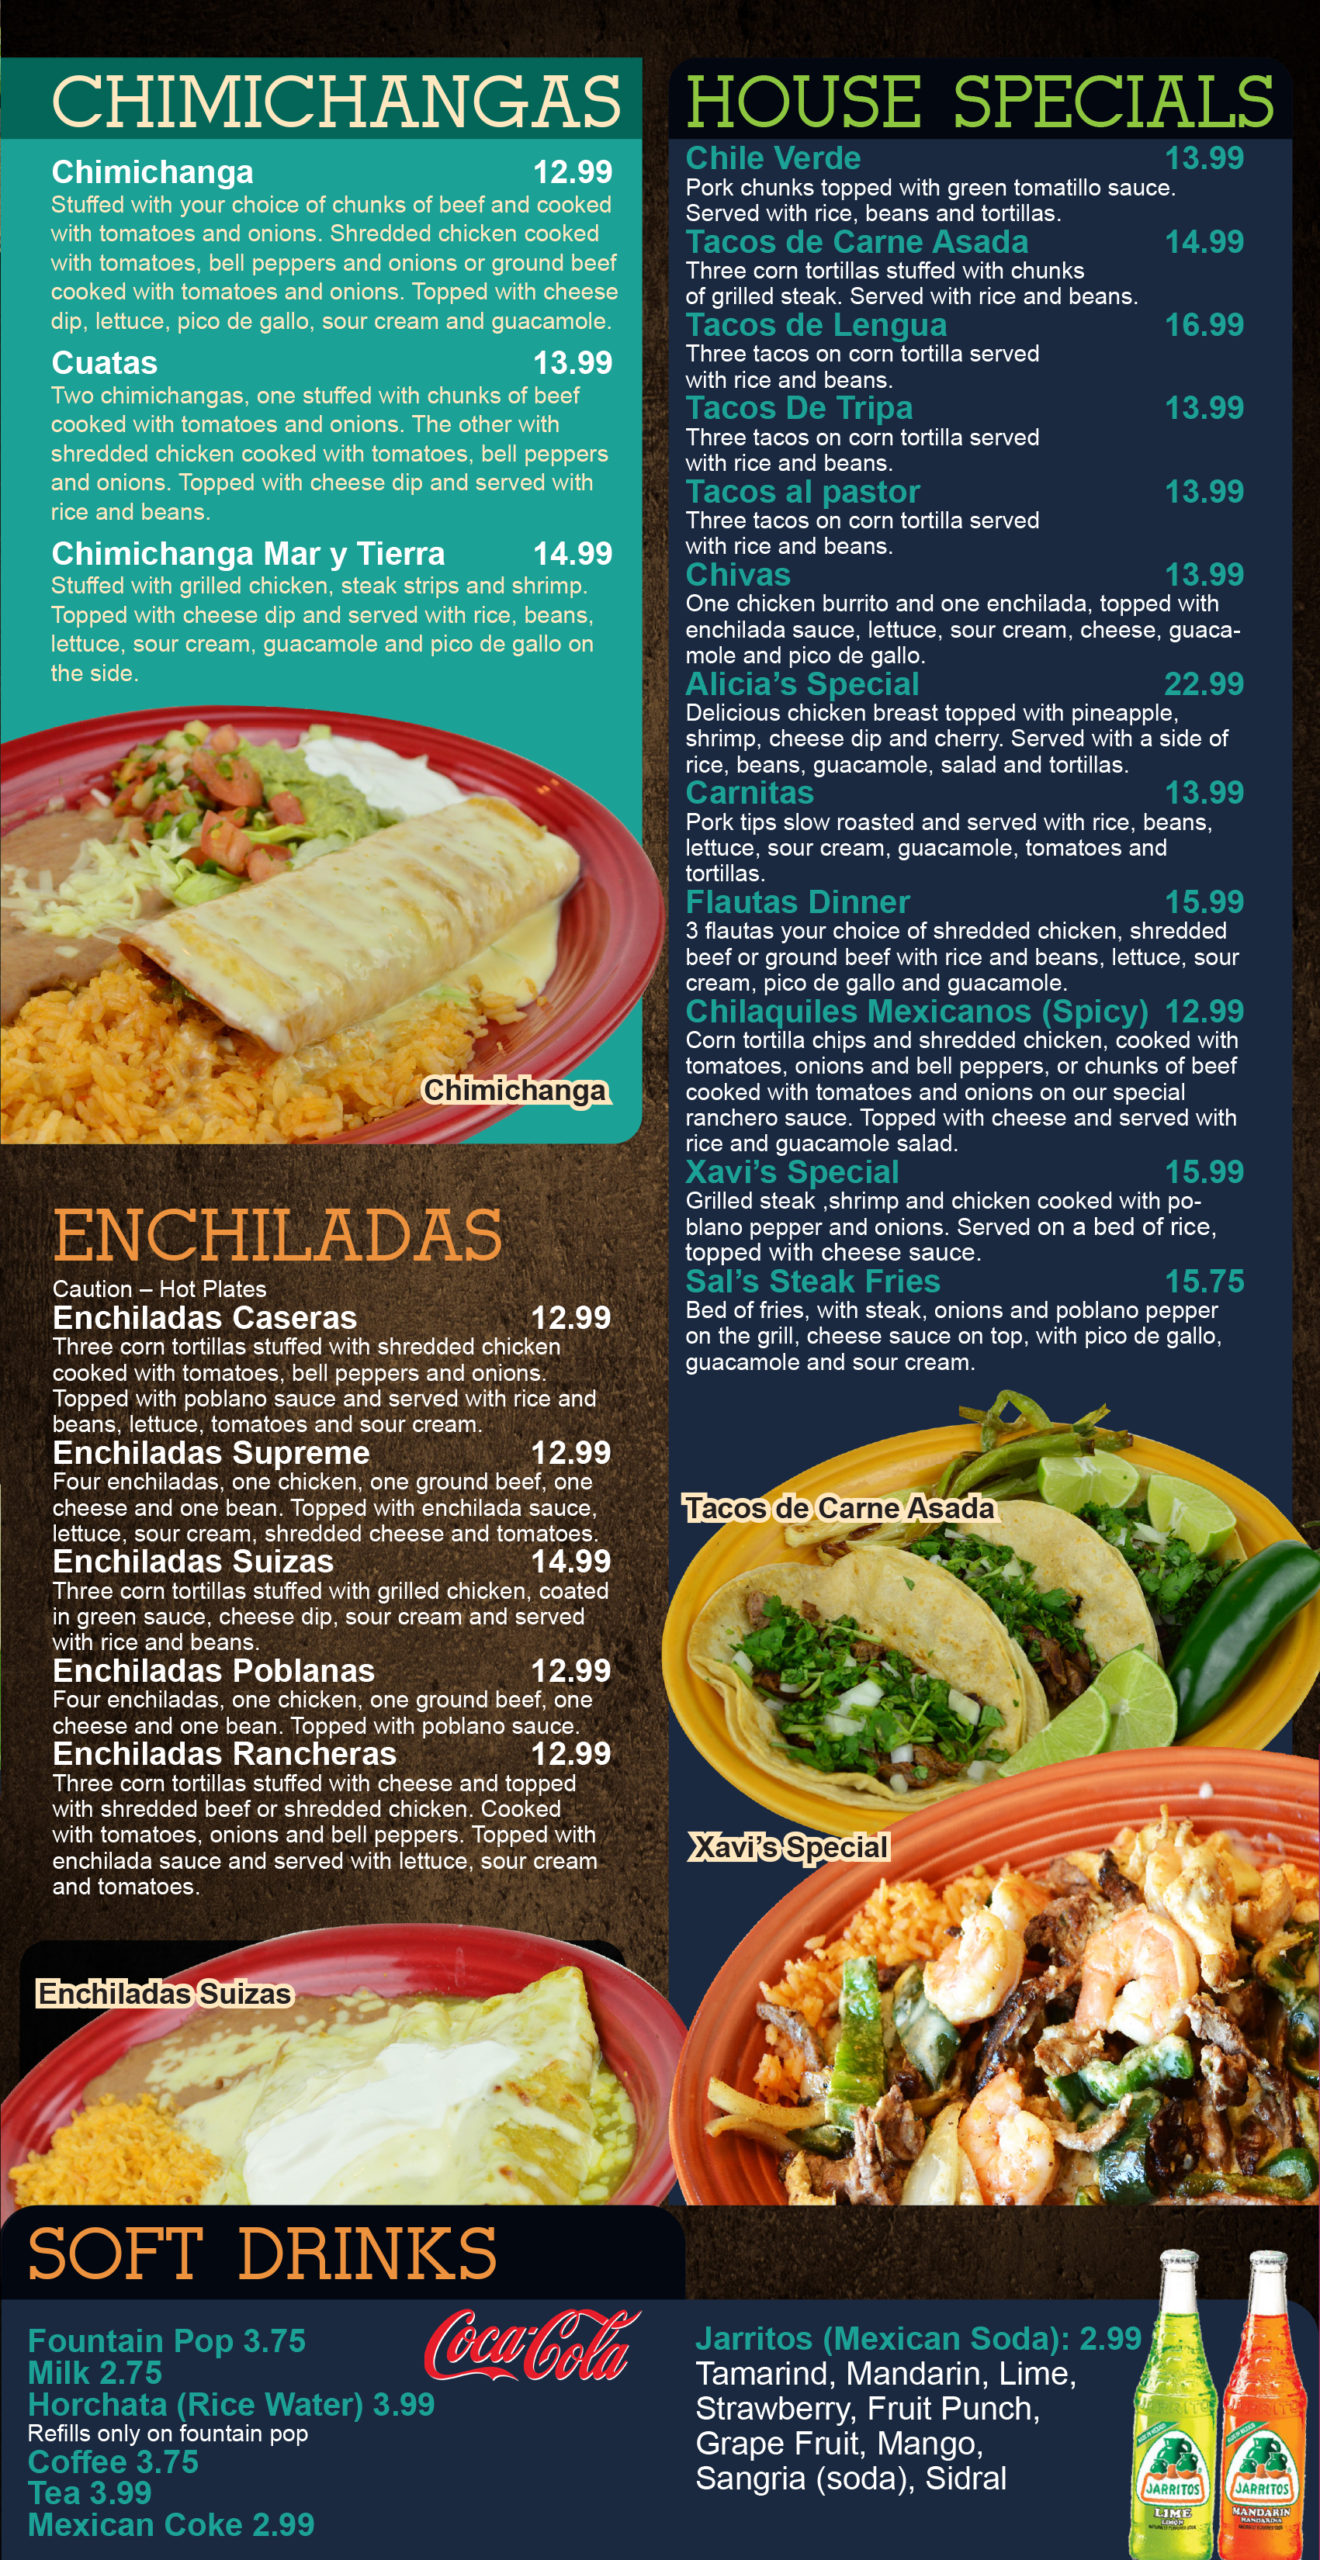 CHIMICHANGAS
Chimichanga 12.99
Stuffed with your choice of chunks of beef and cooked
with tomatoes and onions. Shredded chicken cooked
with tomatoes, bell peppers and onions or ground beef
cooked with tomatoes and onions. Topped with cheese
dip, lettuce, pico de gallo, sour cream and guacamole.
Cuatas 13.99
Two chimichangas, one stuffed with chunks of beef
cooked with tomatoes and onions. The other with
shredded chicken cooked with tomatoes, bell peppers
and onions. Topped with cheese dip and served with
rice and beans.
Chimichanga Mar y Tierra 14.99
Stuffed with grilled chicken, steak strips and shrimp.
Topped with cheese dip and served with rice, beans,
lettuce, sour cream, guacamole and pico de gallo on
the side.
Chimichanga
ENCHILADAS
Caution – Hot Plates
Enchiladas Caseras 12.99
Three corn tortillas stuffed with shredded chicken
cooked with tomatoes, bell peppers and onions.
Topped with poblano sauce and served with rice and
beans, lettuce, tomatoes and sour cream.
Enchiladas Supreme 12.99
Four enchiladas, one chicken, one ground beef, one
cheese and one bean. Topped with enchilada sauce,
lettuce, sour cream, shredded cheese and tomatoes.
Enchiladas Suizas 14.99
Three corn tortillas stuffed with grilled chicken, coated
in green sauce, cheese dip, sour cream and served
with rice and beans.
Enchiladas Poblanas 12.99
Four enchiladas, one chicken, one ground beef, one
cheese and one bean. Topped with poblano sauce.
Enchiladas Rancheras 12.99
Three corn tortillas stuffed with cheese and topped
with shredded beef or shredded chicken. Cooked
with tomatoes, onions and bell peppers. Topped with
enchilada sauce and served with lettuce, sour cream
and tomatoes.
Enchiladas Suizas
HOUSE SPECIALS
Chile Verde 13.99
Pork chunks topped with green tomatillo sauce.
Served with rice, beans and tortillas.
Tacos de Carne Asada 14.99
Three corn tortillas stuffed with chunks
of grilled steak. Served with rice and beans.
Tacos de Lengua 16.99
Three tacos on corn tortilla served
with rice and beans.
Tacos De Tripa 13.99
Three tacos on corn tortilla served
with rice and beans.
Tacos al pastor 13.99
Three tacos on corn tortilla served
with rice and beans.
Chivas 13.99
One chicken burrito and one enchilada, topped with
enchilada sauce, lettuce, sour cream, cheese, guaca-
mole and pico de gallo.
Alicia’s Special 22.99
Delicious chicken breast topped with pineapple,
shrimp, cheese dip and cherry. Served with a side of
rice, beans, guacamole, salad and tortillas.
Carnitas 13.99
Pork tips slow roasted and served with rice, beans,
lettuce, sour cream, guacamole, tomatoes and
tortillas.
Flautas Dinner 15.99
3 flautas your choice of shredded chicken, shredded
beef or ground beef with rice and beans, lettuce, sour
cream, pico de gallo and guacamole.
Chilaquiles Mexicanos (Spicy) 12.99
Corn tortilla chips and shredded chicken, cooked with
tomatoes, onions and bell peppers, or chunks of beef
cooked with tomatoes and onions on our special
ranchero sauce. Topped with cheese and served with
rice and guacamole salad.
Xavi’s Special 15.99
Grilled steak ,shrimp and chicken cooked with po-
blano pepper and onions. Served on a bed of rice,
topped with cheese sauce.
Sal’s Steak Fries 15.75
Bed of fries, with steak, onions and poblano pepper
on the grill, cheese sauce on top, with pico de gallo,
guacamole and sour cream.
Tacos de Carne Asada
Xavi’s Special
SOFT DRINKS
Fountain Pop 3.75
Milk 2.75
Horchata (Rice Water) 3.99
Refills only on fountain pop
Coffee 3.75
Tea 3.99
Mexican Coke 2.99
Coca-Cola
Jarritos (Mexican Soda): 2.99
Tamarind, Mandarin, Lime,
Strawberry, Fruit Punch,
Grape Fruit, Mango,
Sangria (soda), Sidral
JARRITOS
LIME
JARRITOS
MANDARIN